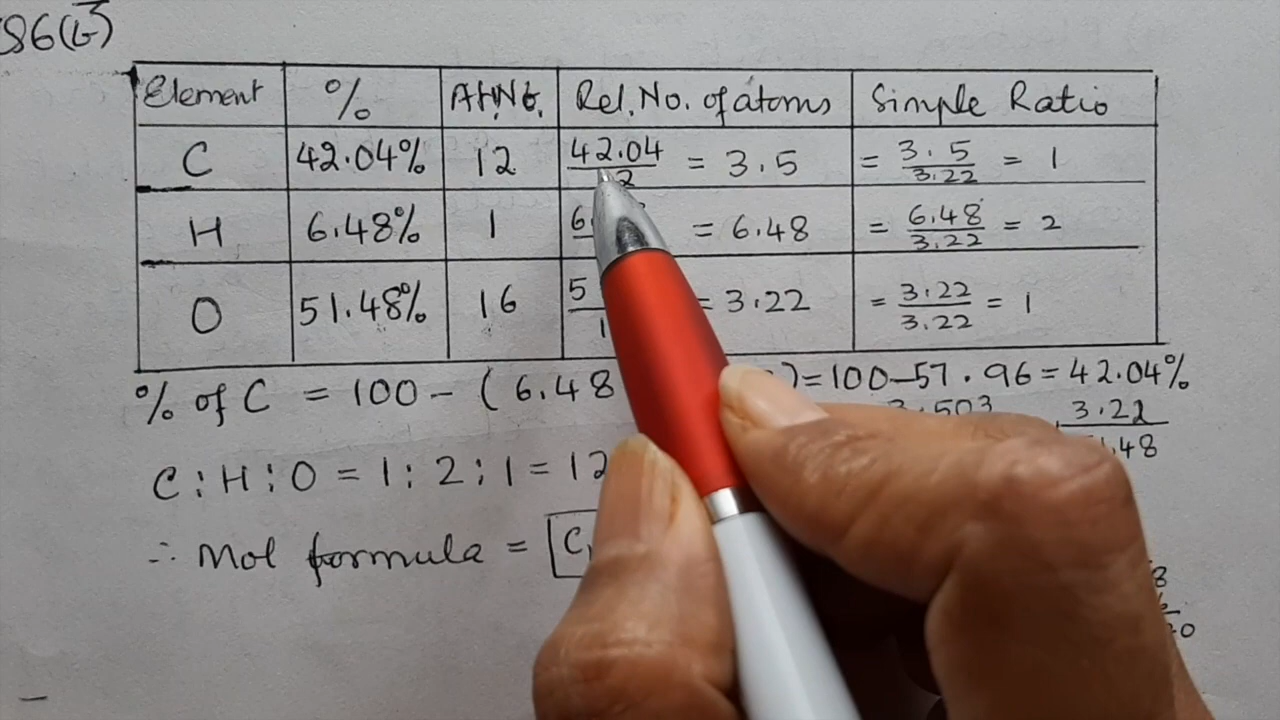 86(b)
Element % At.Wt. Rel. No. of atoms Simple Ratio
C 42.04% 12 42.04 = 3.5 = 3.5/3.22 = 1
H 6.48% 1 = 6.48 = 6.48/3.22 = 2
O 51.48% 16 = 3.22 = 3.22/3.22 = 1
% of C = 100 - ( 6.48 ) = 100 - 57.96 = 42.04%
3.503 3.22
C : H : O = 1 : 2 : 1 = 12
∴ Mol formula =